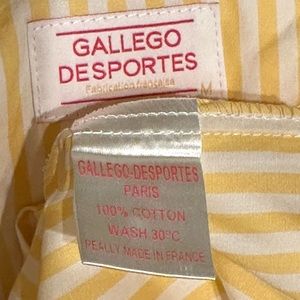 GALLEGO
DESPORTES
Fabrication française
M
GALLEGO-DESPORTES
PARIS
100% COTTON
WASH 30°C
REALLY MADE IN FRANCE